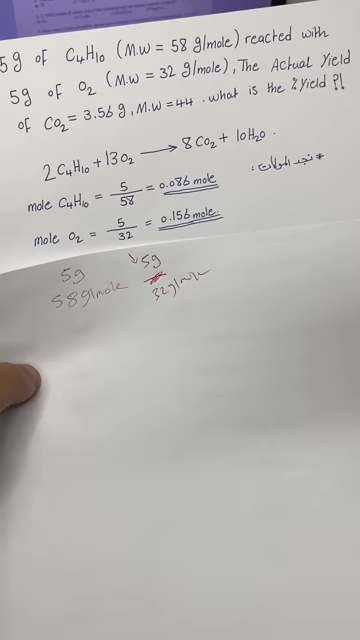 5g of C4H10 (M.W = 58 g/mole) reacted with
5g of O2 (M.W = 32 g/mole), The Actual Yield
of CO2 = 3.56 g, M.W = 44 . what is the % Yield ?!
2C4H10 + 13O2 ⟶ 8CO2 + 10H2O .
* نجد المولات :
mole C4H10 = 5/58 = 0.086 mole
mole O2 = 5/32 = 0.156 mole.
5g ↓ 5g
58g/mole 32g/mole